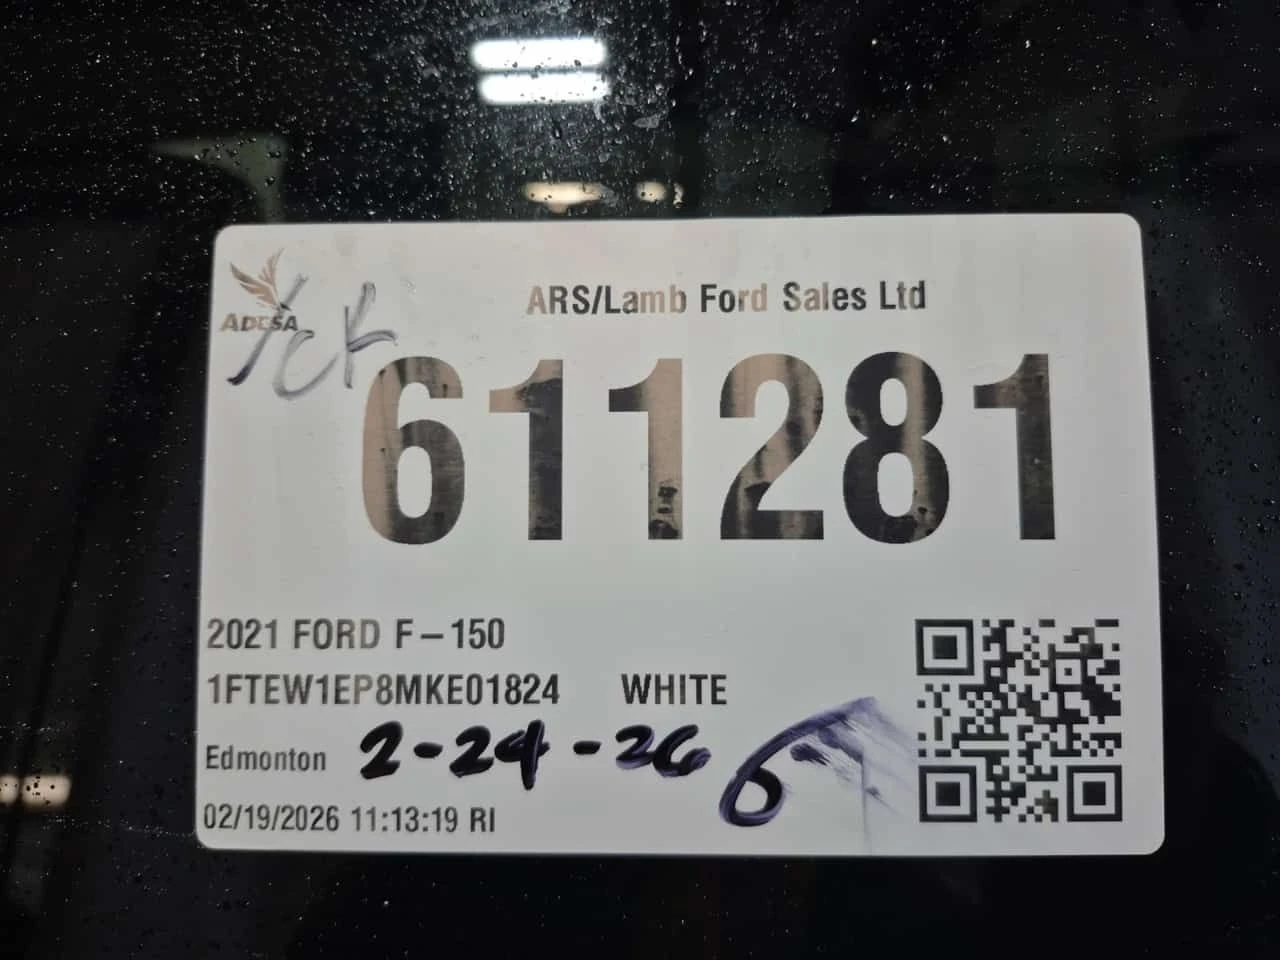 ADESA
ARS/Lamb Ford Sales Ltd
611281
2021 FORD F-150
1FTEW1EP8MKE01824 WHITE
Edmonton 2-24-26
02/19/2026 11:13:19 RI